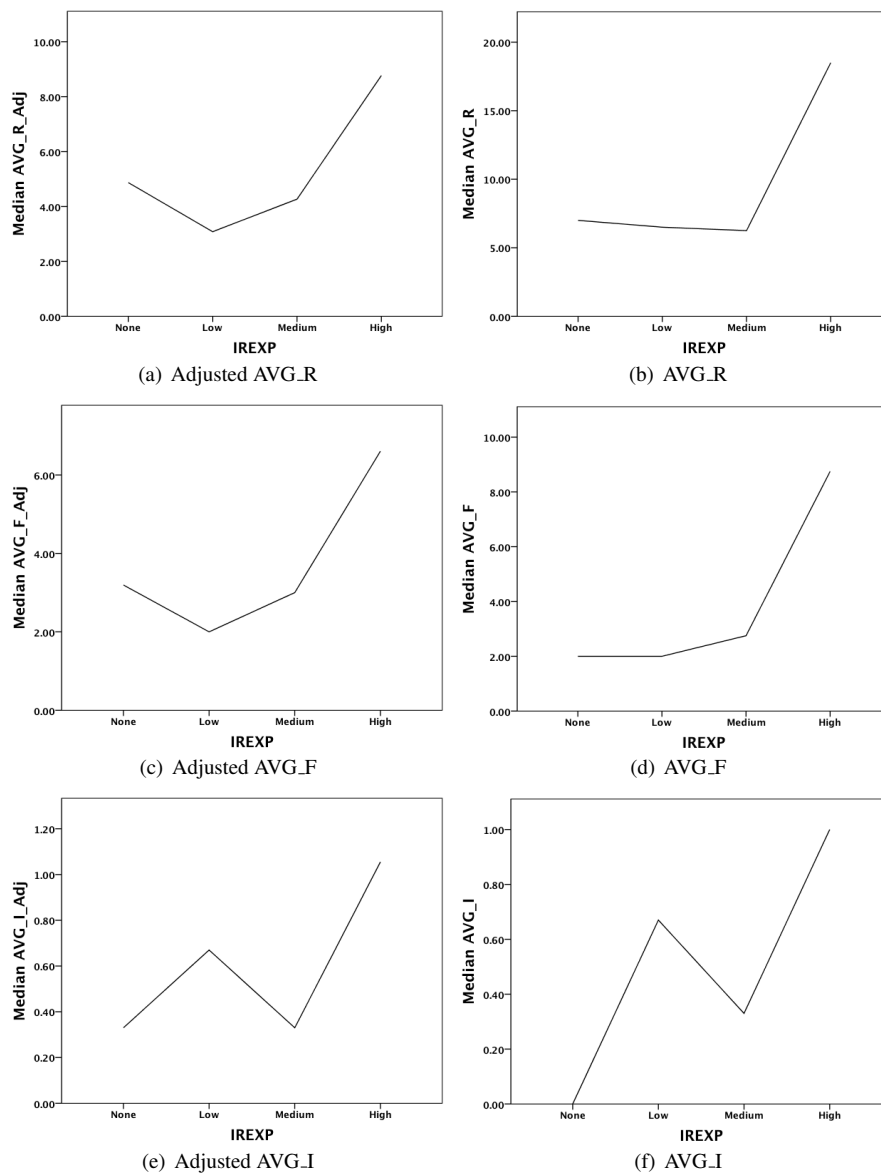 10.00
8.00
6.00
4.00
2.00
0.00
Median AVG_R_Adj
None Low Medium High
IREXP
(a) Adjusted AVG_R
20.00
15.00
10.00
5.00
0.00
Median AVG_R
None Low Medium High
IREXP
(b) AVG_R
6.00
4.00
2.00
0.00
Median AVG_F_Adj
None Low Medium High
IREXP
(c) Adjusted AVG_F
10.00
8.00
6.00
4.00
2.00
0.00
Median AVG_F
None Low Medium High
IREXP
(d) AVG_F
1.20
1.00
0.80
0.60
0.40
0.20
0.00
Median AVG_I_Adj
None Low Medium High
IREXP
(e) Adjusted AVG_I
1.00
0.80
0.60
0.40
0.20
0.00
Median AVG_I
None Low Medium High
IREXP
(f) AVG_I